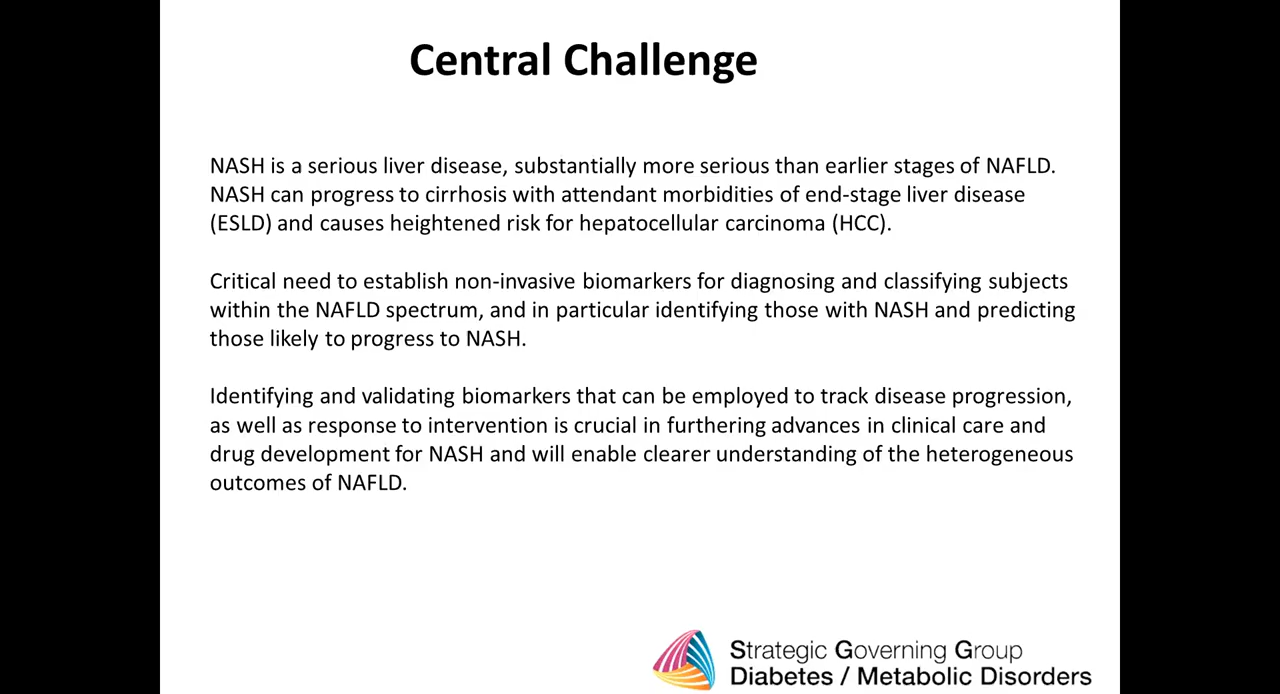 Central Challenge
NASH is a serious liver disease, substantially more serious than earlier stages of NAFLD.
NASH can progress to cirrhosis with attendant morbidities of end-stage liver disease
(ESLD) and causes heightened risk for hepatocellular carcinoma (HCC).
Critical need to establish non-invasive biomarkers for diagnosing and classifying subjects
within the NAFLD spectrum, and in particular identifying those with NASH and predicting
those likely to progress to NASH.
Identifying and validating biomarkers that can be employed to track disease progression,
as well as response to intervention is crucial in furthering advances in clinical care and
drug development for NASH and will enable clearer understanding of the heterogeneous
outcomes of NAFLD.
Strategic Governing Group
Diabetes / Metabolic Disorders